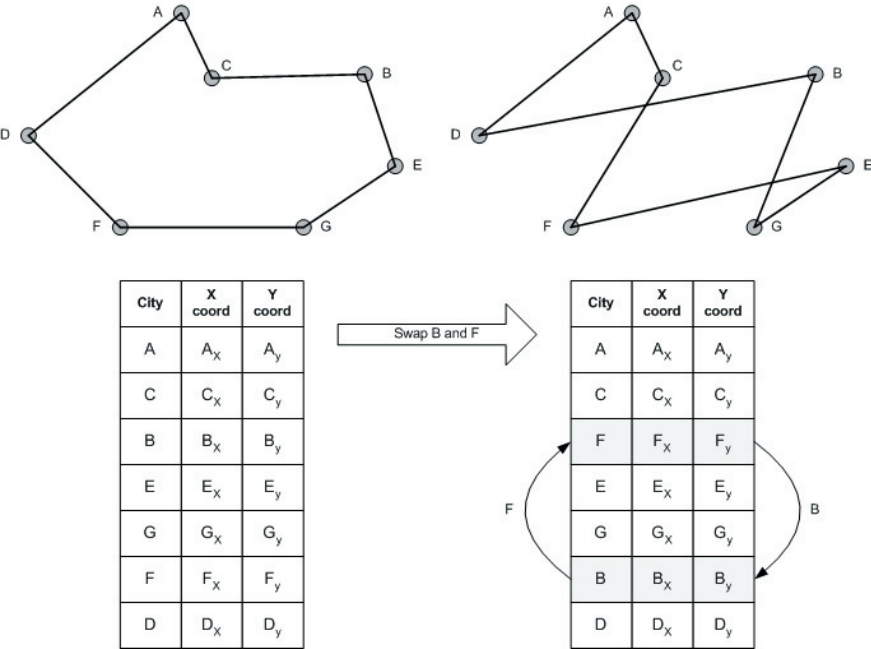 A
A
C
C
B
B
D
D
E
E
F
G
F
G
City X coord Y coord
A A_X A_y
C C_X C_y
B B_X B_y
E E_X E_y
G G_X G_y
F F_X F_y
D D_X D_y
Swap B and F
City X coord Y coord
A A_X A_y
C C_X C_y
F F_X F_y
E E_X E_y
G G_X G_y
B B_X B_y
D D_X D_y
F
B